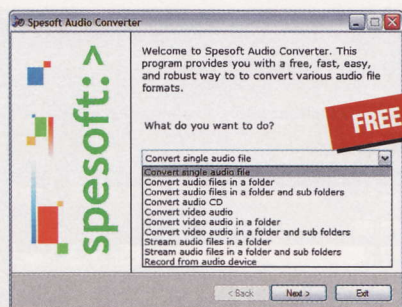 Spesoft Audio Converter
spesoft:>
Welcome to Spesoft Audio Converter. This
program provides you with a free, fast, easy,
and robust way to to convert various audio file
formats.
FREE
What do you want to do?
Convert single audio file
Convert single audio file
Convert audio files in a folder
Convert audio files in a folder and sub folders
Convert audio CD
Convert video audio
Convert video audio in a folder
Convert video audio in a folder and sub folders
Stream audio files in a folder
Stream audio files in a folder and sub folders
Record from audio device
< Back
Next >
Exit